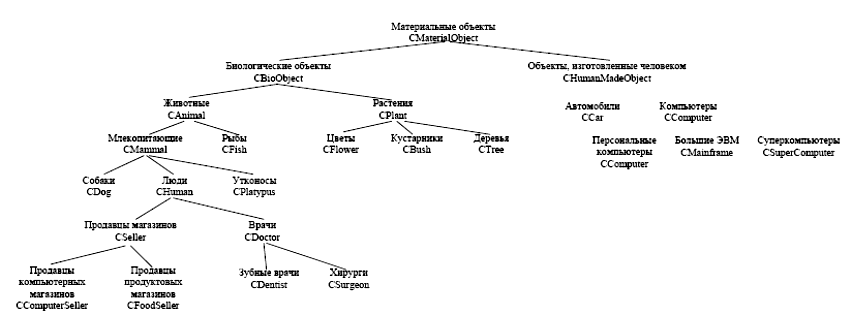 Материальные объекты
CMaterialObject
Биологические объекты
CBioObject
Объекты, изготовленные человеком
CHumanMadeObject
Животные
CAnimal
Растения
CPlant
Автомобили
CCar
Компьютеры
CComputer
Млекопитающие
CMammal
Рыбы
CFish
Цветы
CFlower
Кустарники
CBush
Деревья
CTree
Персональные
компьютеры
CComputer
Большие ЭВМ
CMainframe
Суперкомпьютеры
CSuperComputer
Собаки
CDog
Люди
CHuman
Утконосы
CPlatypus
Продавцы магазинов
CSeller
Врачи
CDoctor
Продавцы
компьютерных
магазинов
CComputerSeller
Продавцы
продуктовых
магазинов
CFoodSeller
Зубные врачи
CDentist
Хирурги
CSurgeon